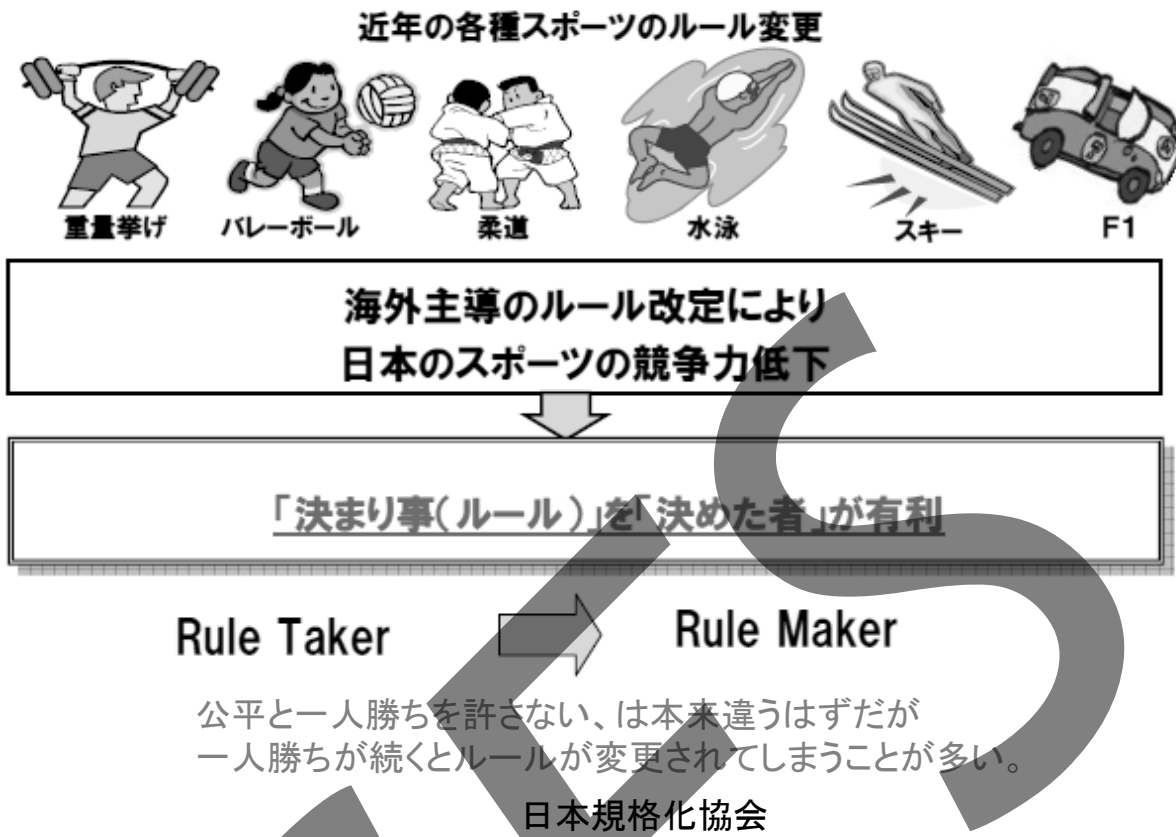 近年の各種スポーツのルール変更
重量挙げ バレーボール 柔道 水泳 スキー F1
海外主導のルール改定により
日本のスポーツの競争力低下
「決まり事(ルール)」を「決めた者」が有利
Rule Taker Rule Maker
公平と一人勝ちを許さない、は本来違うはずだが
一人勝ちが続くとルールが変更されてしまうことが多い。
日本規格化協会